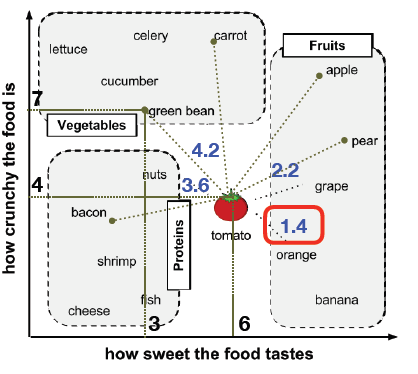 how crunchy the food is
7
4
celery
carrot
lettuce
cucumber
green bean
Vegetables
Fruits
apple
pear
grape
orange
banana
4.2
2.2
3.6
1.4
tomato
nuts
bacon
Proteins
shrimp
fish
cheese
3
6
how sweet the food tastes